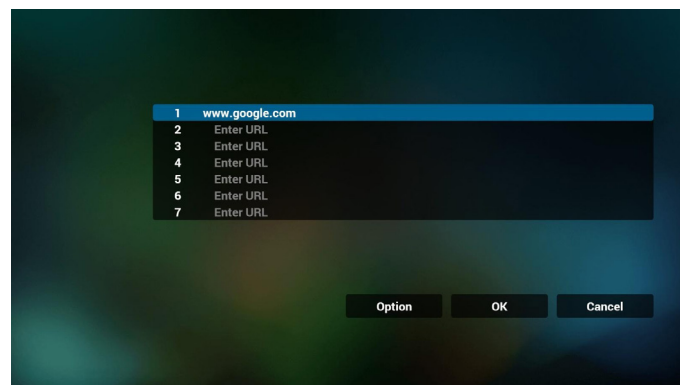 1 www.google.com
2 Enter URL
3 Enter URL
4 Enter URL
5 Enter URL
6 Enter URL
7 Enter URL
Option OK Cancel